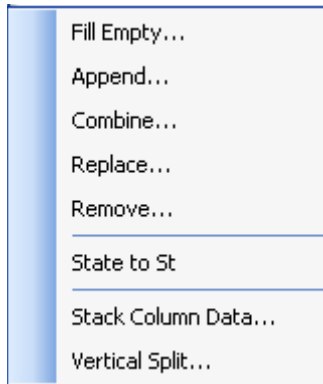 Fill Empty...
Append...
Combine...
Replace...
Remove...
State to St
Stack Column Data...
Vertical Split...